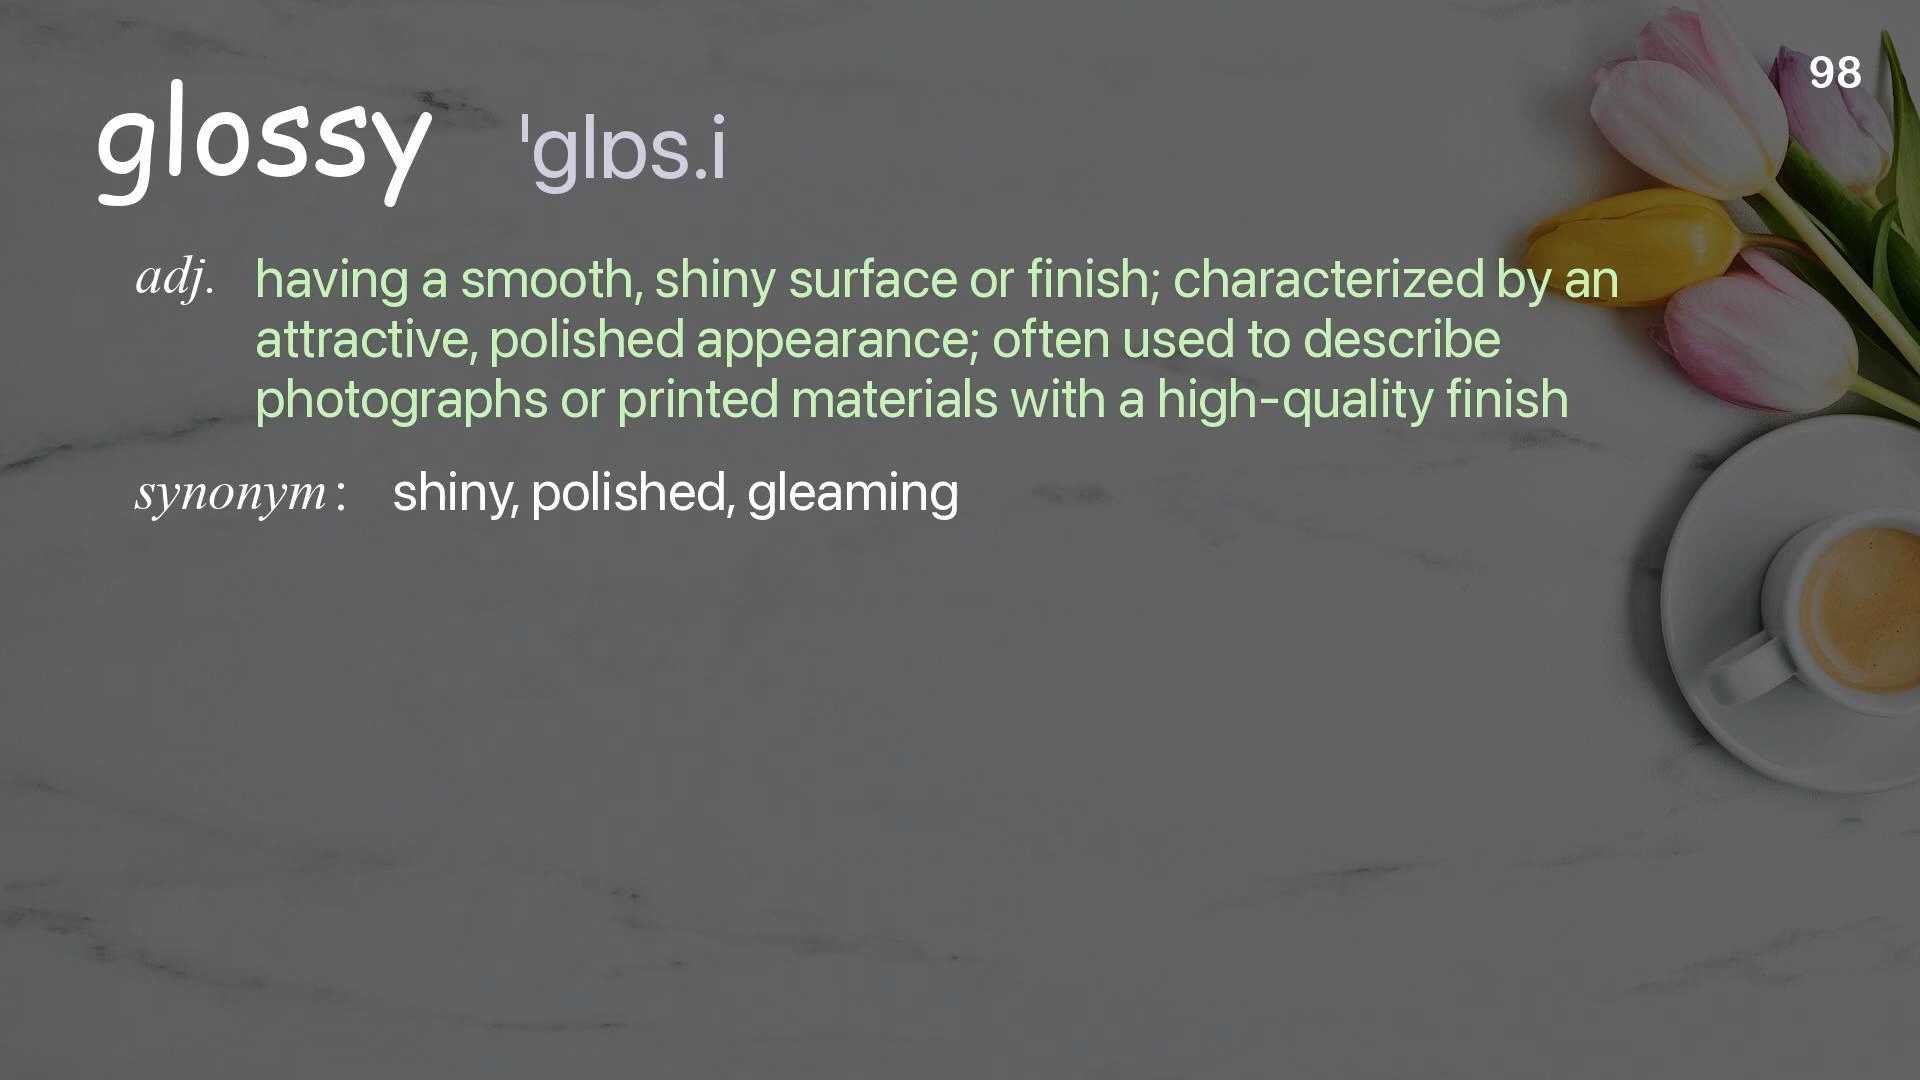 98
glossy ˈɡlɒs.i
adj. having a smooth, shiny surface or finish; characterized by an
attractive, polished appearance; often used to describe
photographs or printed materials with a high-quality finish
synonym : shiny, polished, gleaming